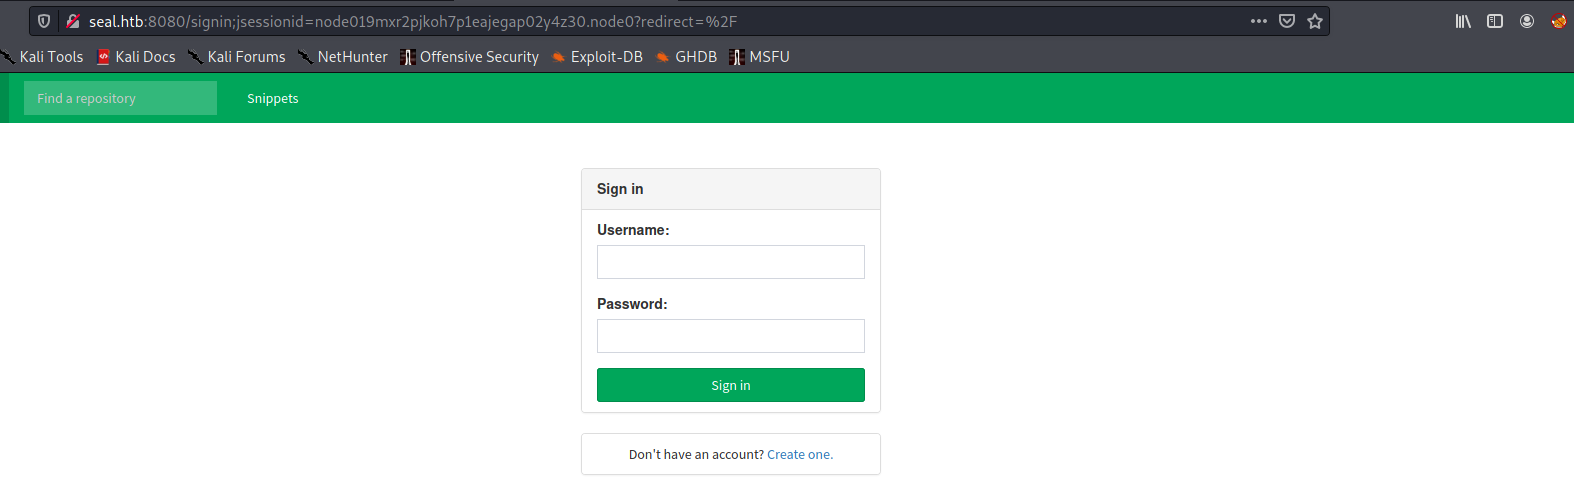 seal.htb:8080/signin;jsessionid=node019mxr2pjkoh7p1eajegap02y4z30.node0?redirect=%2F
Kali Tools Kali Docs Kali Forums NetHunter Offensive Security Exploit-DB GHDB MSFU
Find a repository Snippets
Sign in
Username:
Password:
Sign in
Don't have an account? Create one.